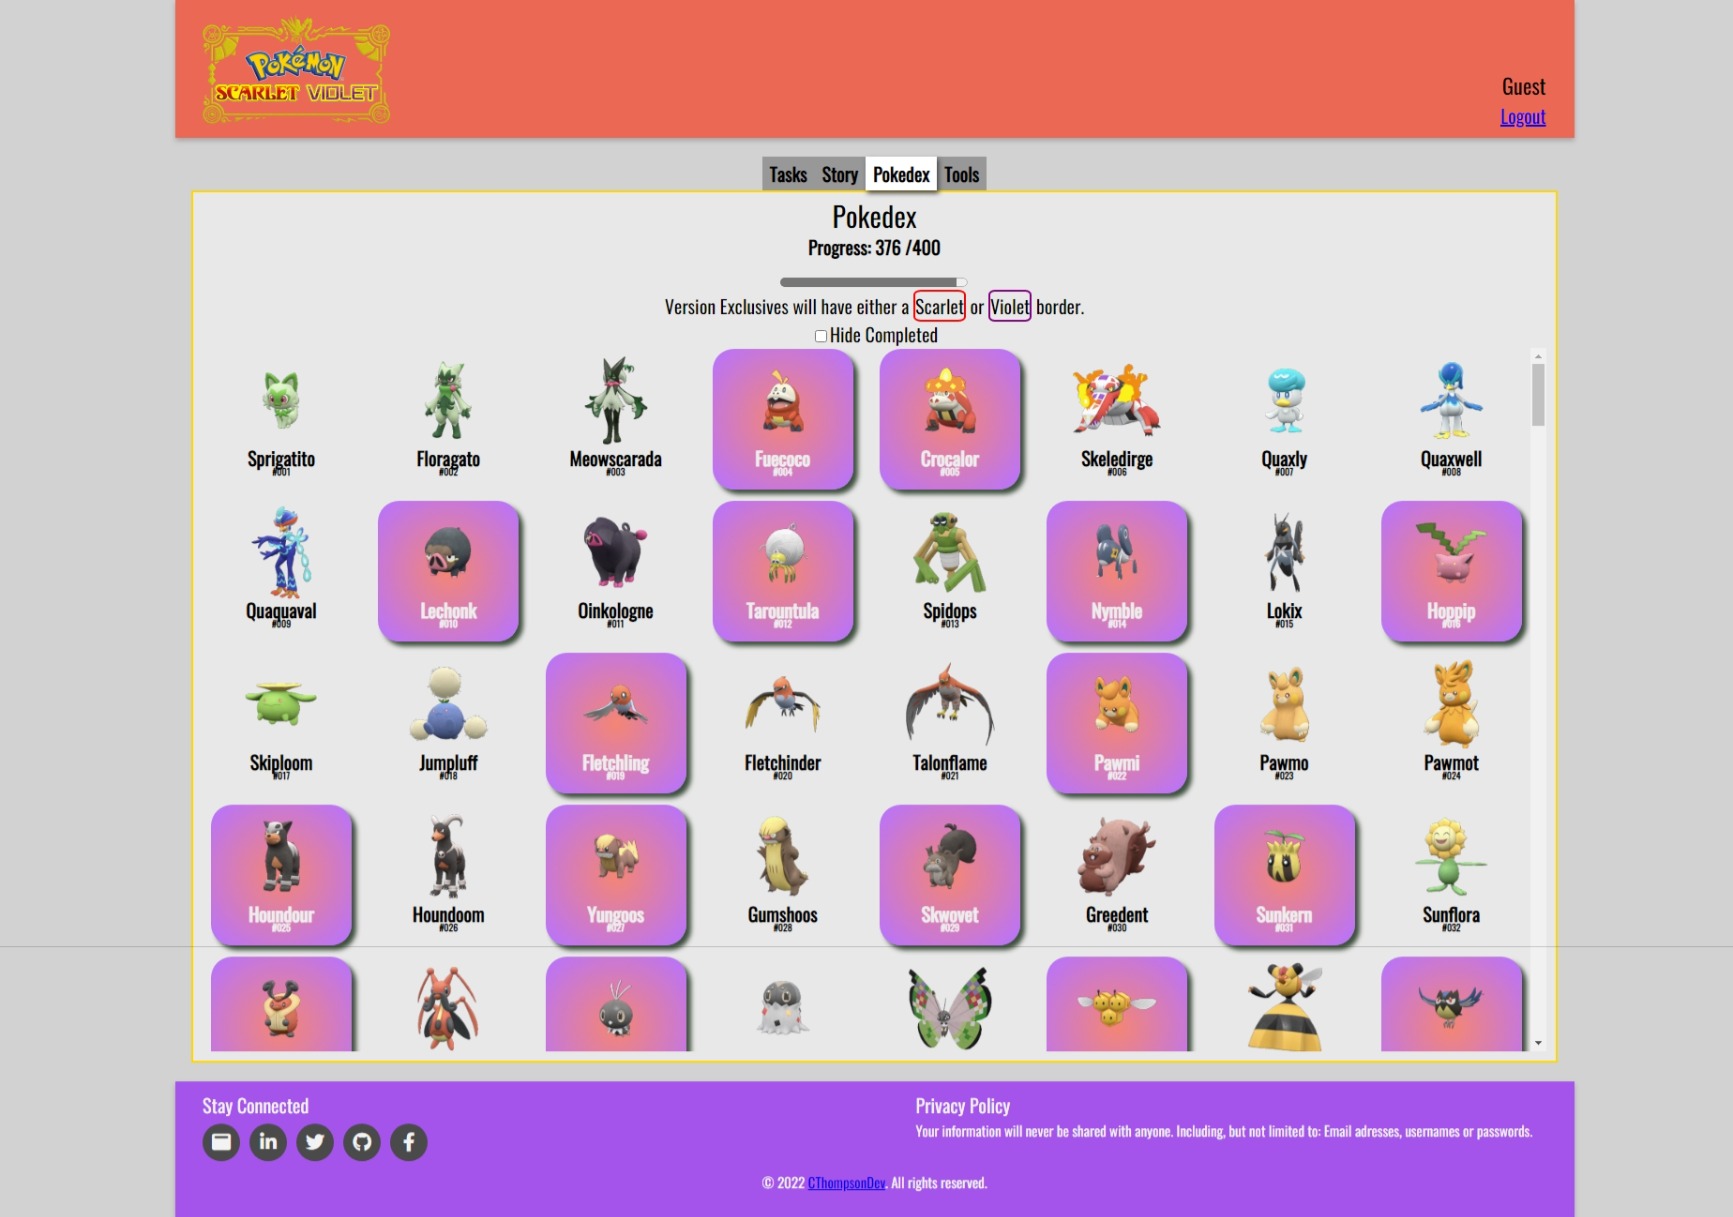 POKéMON
SCARLET VIOLET
Guest
Logout
Tasks Story Pokedex Tools
Pokedex
Progress: 376 /400
Version Exclusives will have either a Scarlet or Violet border.
Hide Completed
Sprigatito Floragato Meowscarada Fuecoco Crocalor Skeledirge Quaxly Quaxwell
#001 #002 #003 #004 #005 #006 #007 #008
Quaquaval Lechonk Oinkologne Tarountula Spidops Nymble Lokix Hoppip
#009 #010 #011 #012 #013 #014 #015 #016
Skiploom Jumpluff Fletchling Fletchinder Talonflame Pawmi Pawmo Pawmot
#017 #018 #019 #020 #021 #022 #023 #024
Houndour Houndoom Yungoos Gumshoos Skwovet Greedent Sunkern Sunflora
#025 #026 #027 #028 #029 #030 #031 #032
Stay Connected
Privacy Policy
Your information will never be shared with anyone. Including, but not limited to: Email adresses, usernames or passwords.
© 2022 CThompsonDev. All rights reserved.